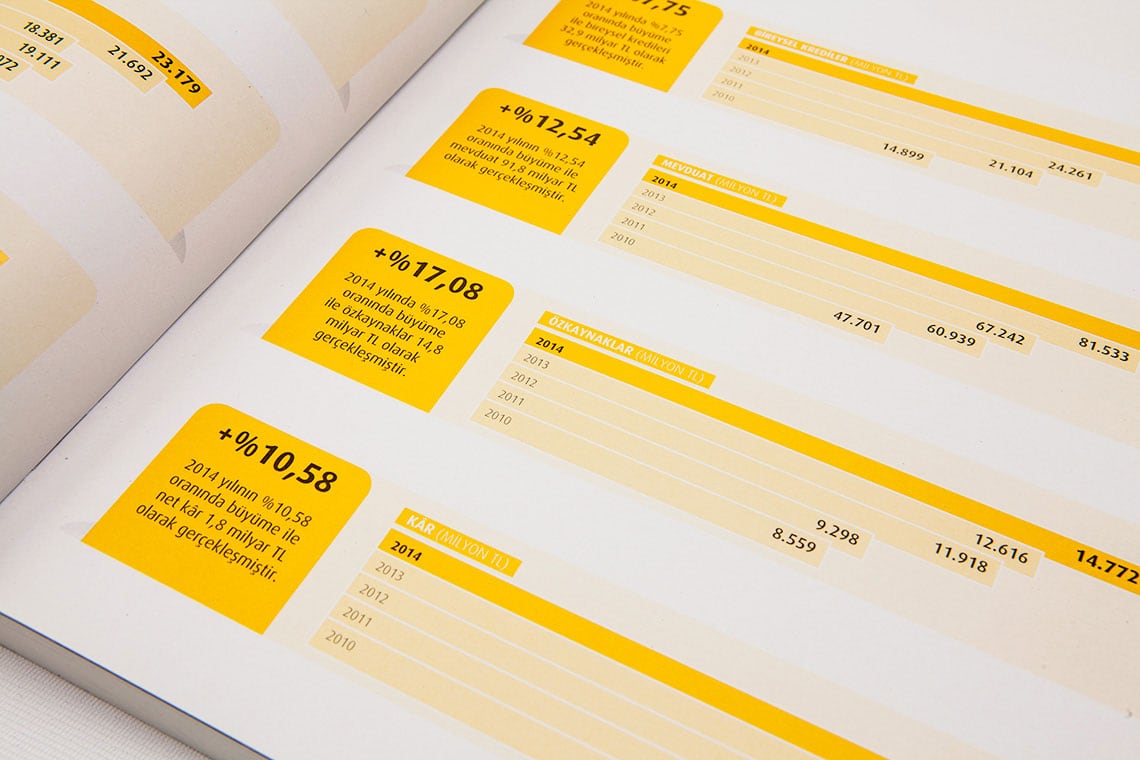 18.381
23.179
19.111
21.692
072
7,75
2014 yılında %7,75
oranında büyüme
ile bireysel kredileri
32,9 milyar TL olarak
gerçekleşmiştir.
BİREYSEL KREDİLER (MİLYON TL)
2014
2013
2012
2011
2010
14.899
21.104
24.261
+%12,54
2014 yılının %12,54
oranında büyüme ile
mevduat 91,8 milyar TL
olarak gerçekleşmiştir.
MEVDUAT (MİLYON TL)
2014
2013
2012
2011
2010
47.701
60.939
67.242
81.533
+%17,08
2014 yılında %17,08
oranında büyüme
ile özkaynaklar 14,8
milyar TL olarak
gerçekleşmiştir.
ÖZKAYNAKLAR (MİLYON TL)
2014
2013
2012
2011
2010
8.559
9.298
11.918
12.616
14.772
+%10,58
2014 yılının %10,58
oranında büyüme ile
net kâr 1,8 milyar TL
olarak gerçekleşmiştir.
KÂR (MİLYON TL)
2014
2013
2012
2011
2010